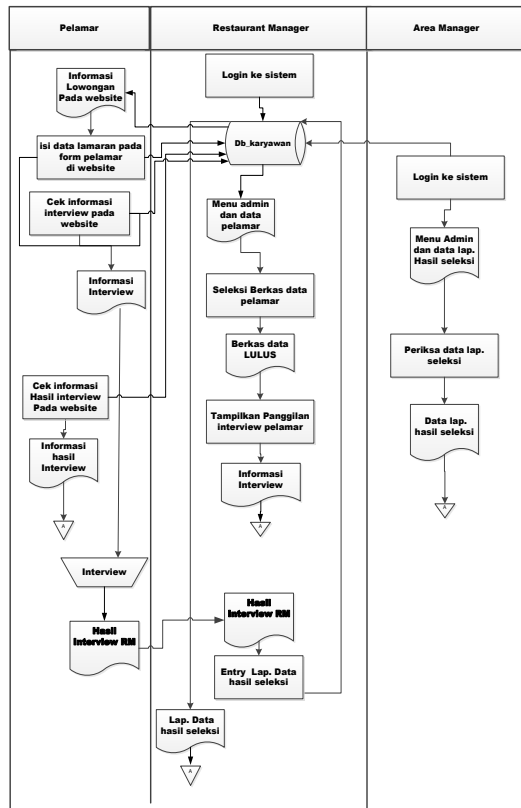 Pelamar
Restaurant Manager
Area Manager
Informasi
Lowongan
Pada website
isi data lamaran pada
form pelamar
di website
Cek informasi
interview pada
website
Informasi
Interview
Cek informasi
Hasil interview
Pada website
Informasi
hasil
Interview
A
Interview
Hasil
Interview RM
Login ke sistem
Db_karyawan
Menu admin
dan data
pelamar
Seleksi Berkas data
pelamar
Berkas data
LULUS
Tampilkan Panggilan
interview pelamar
Informasi
Interview
A
Hasil
Interview RM
Entry Lap. Data
hasil seleksi
Lap. Data
hasil seleksi
A
Login ke sistem
Menu Admin
dan data lap.
Hasil seleksi
Periksa data lap.
seleksi
Data lap.
hasil seleksi
A